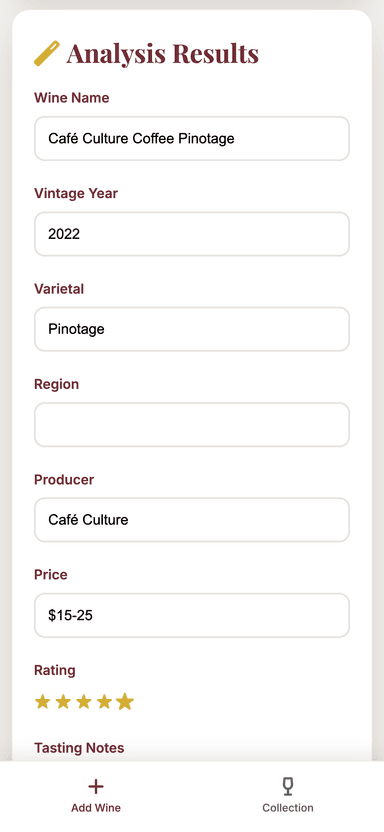 Analysis Results
Wine Name
Café Culture Coffee Pinotage
Vintage Year
2022
Varietal
Pinotage
Region
Producer
Café Culture
Price
$15-25
Rating
Tasting Notes
Add Wine
Collection